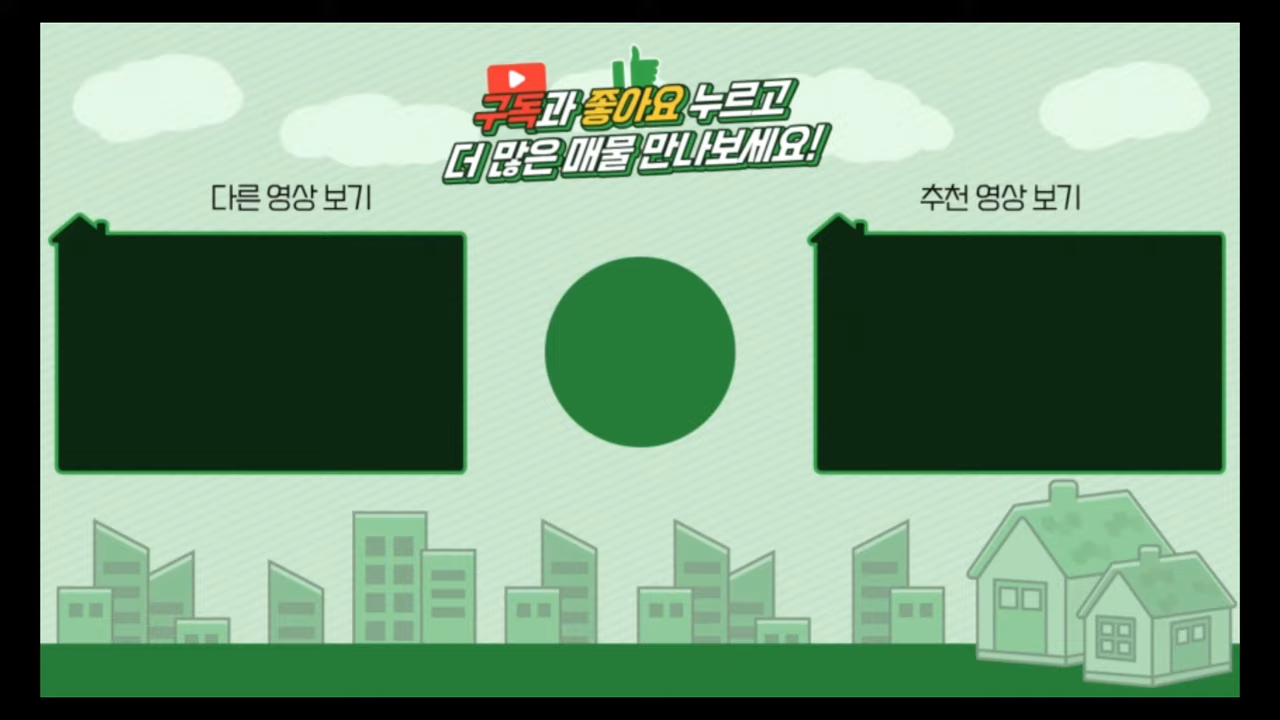 구독과 좋아요 누르고
더 많은 매물 만나보세요!
다른 영상 보기
추천 영상 보기